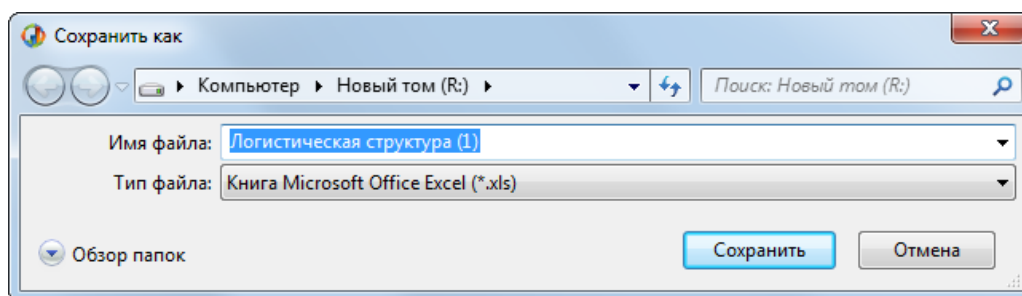 Сохранить как
Компьютер Новый том (R:) Поиск: Новый том (R:)
Имя файла: Логистическая структура (1)
Тип файла: Книга Microsoft Office Excel (*.xls)
Обзор папок Сохранить Отмена